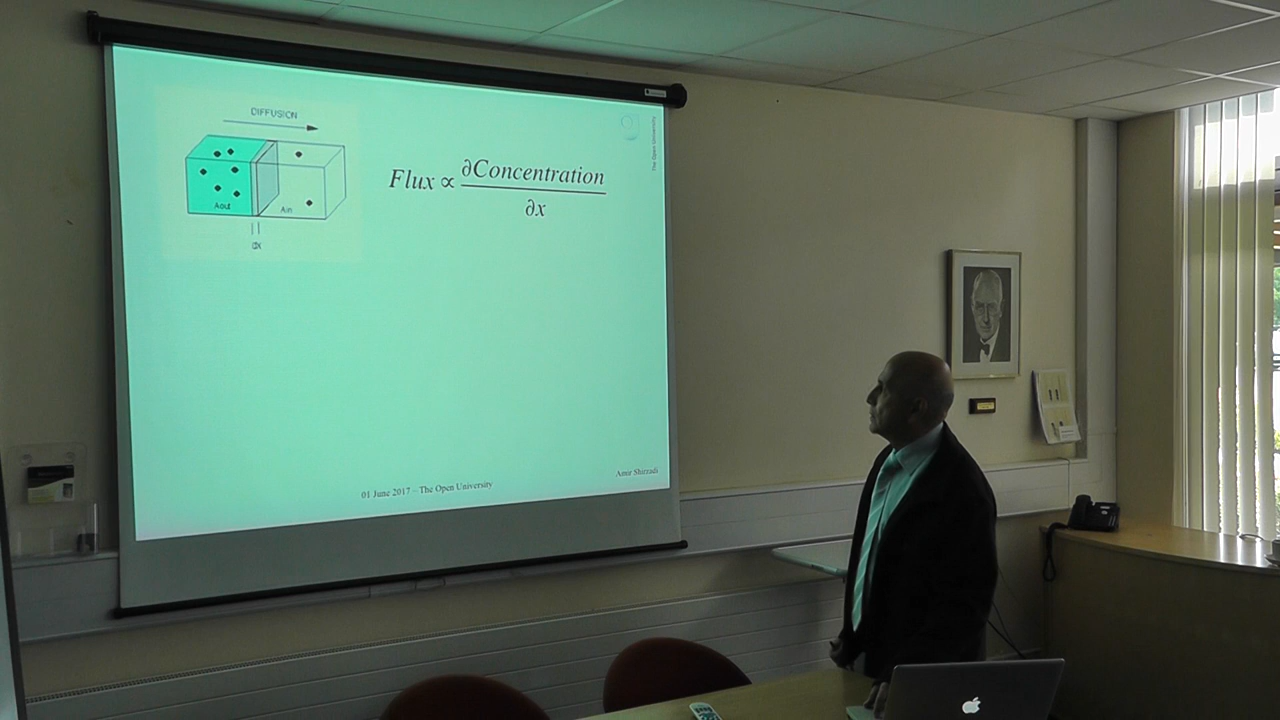 DIFFUSION
Aout
Ain
The Open University
Flux ∝ ∂Concentration
∂x
Amir Shirzadi
01 June 2017 – The Open University